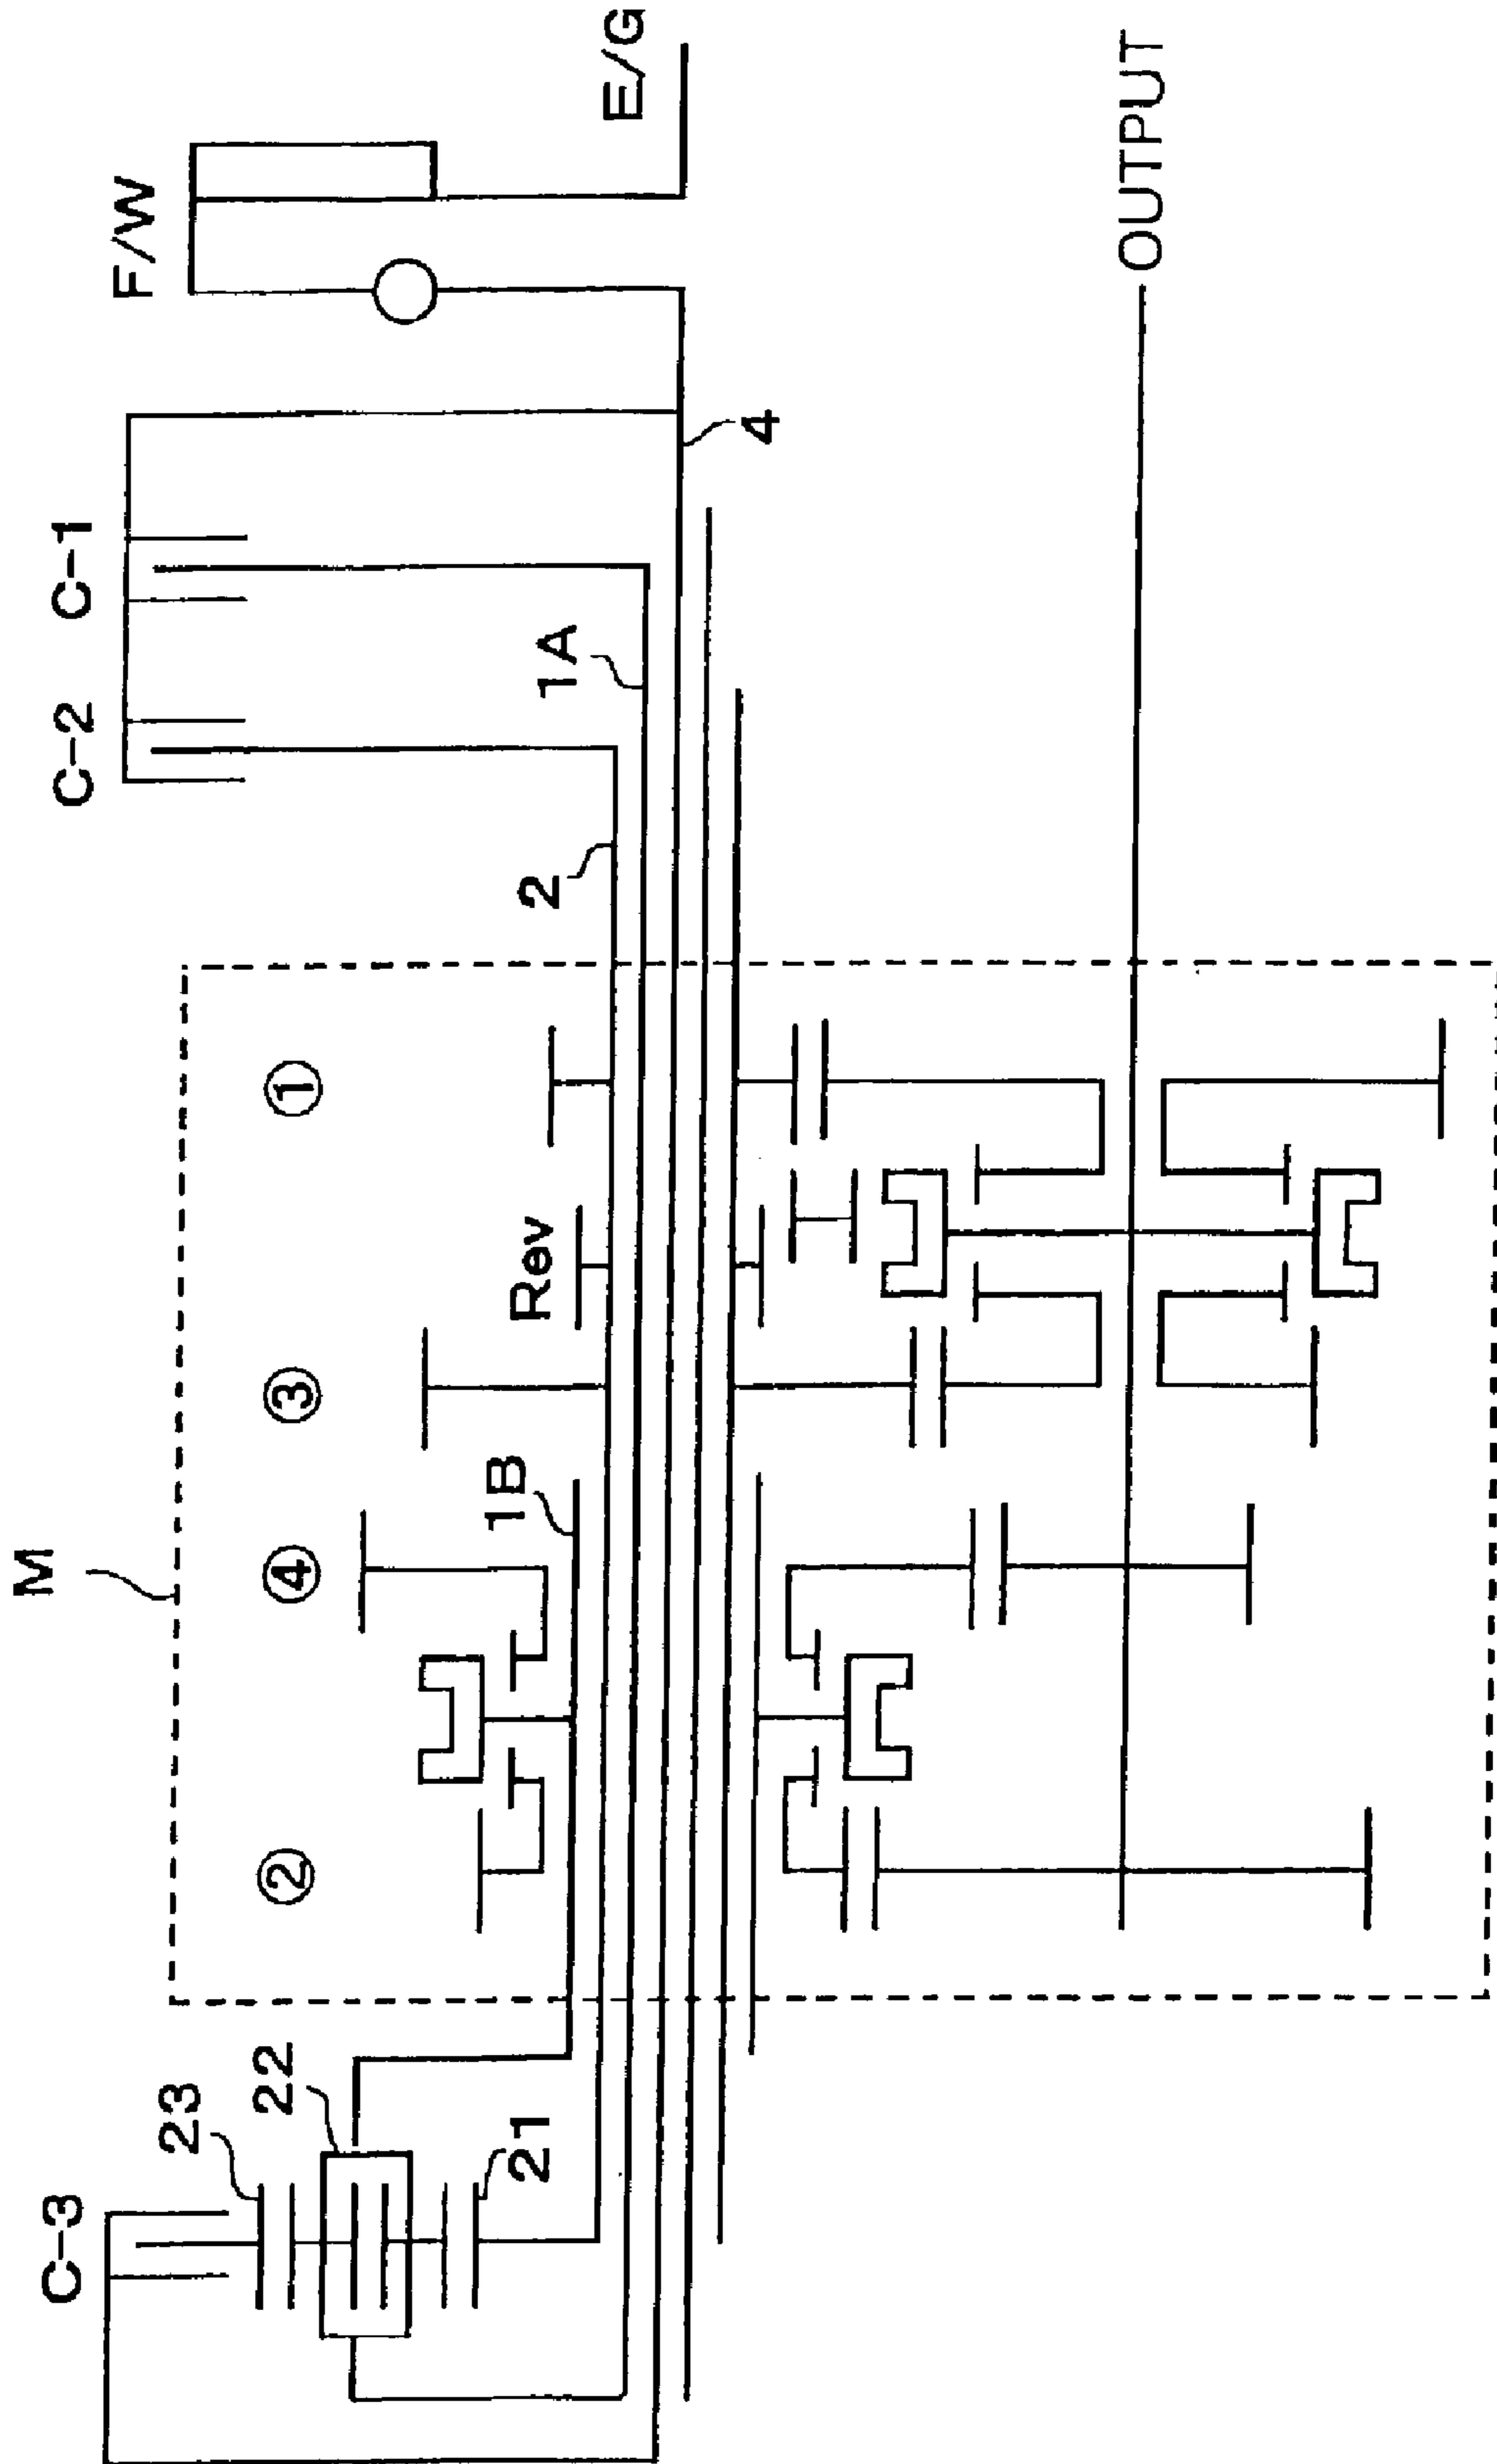 F/W
E/G
OUTPUT
C-1
C-2
4
1A
2
①
Rev
③
1B
④
②
M
23
22
21
C-3